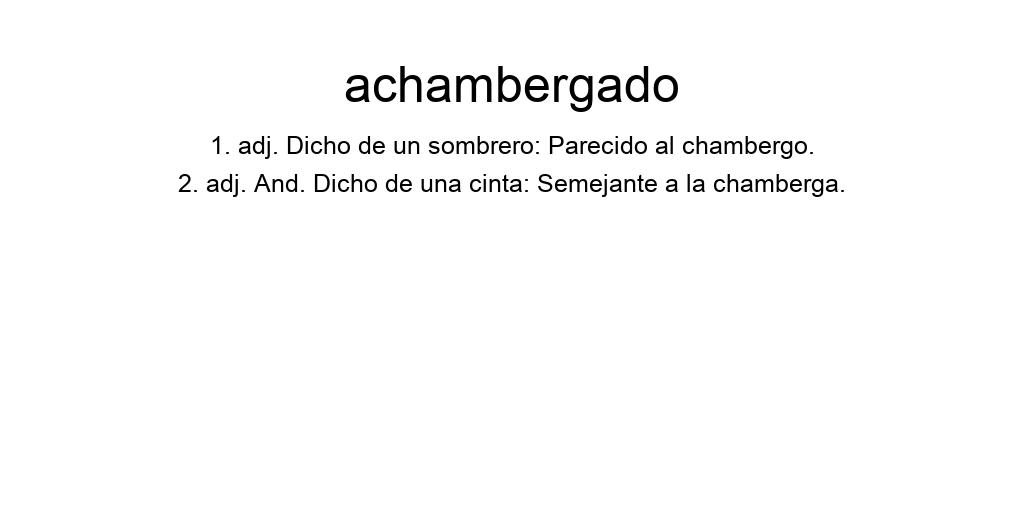 achambergado
1. adj. Dicho de un sombrero: Parecido al chambergo.
2. adj. And. Dicho de una cinta: Semejante a la chamberga.